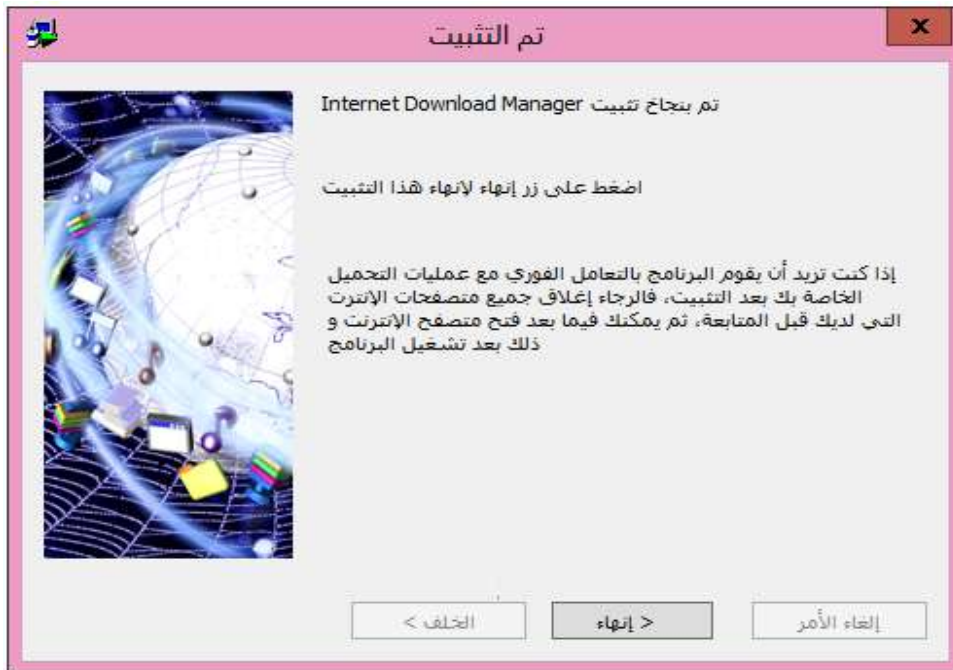 تم التثبيت
x
تم بنجاح تثبيت Internet Download Manager
اضغط على زر إنهاء لانهاء هذا التثبيت
إذا كنت تريد أن يقوم البرنامج بالتعامل الفوري مع عمليات التحميل
الخاصة بك بعد التثبيت، فالرجاء إغلاق جميع متصفحات الإنترت
التي لديك قبل المتابعة، ثم يمكنك فيما بعد فتح متصفح الإنترنت و
ذلك بعد تشغيل البرنامج
الخلف >
< إنهاء
إلغاء الأمر